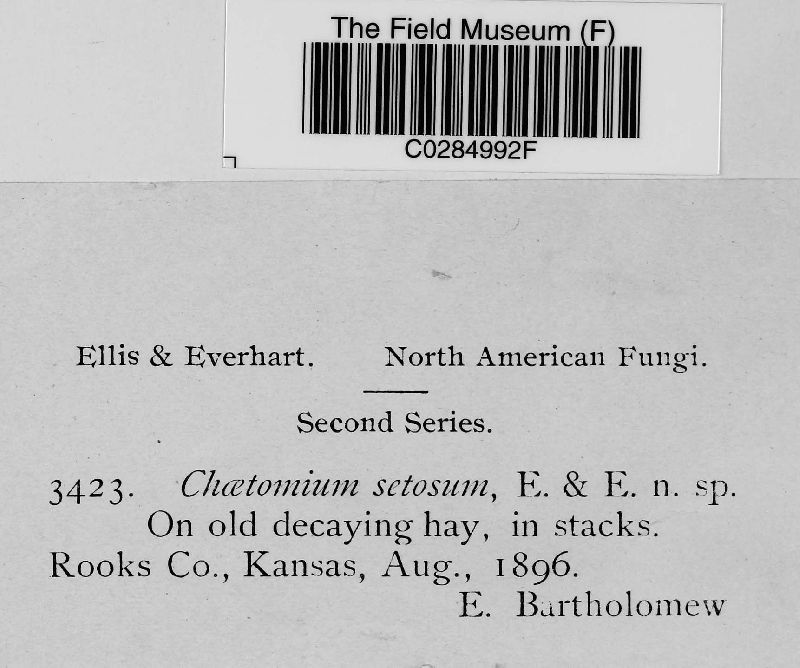 The Field Museum (F)
C0284992F
Ellis & Everhart. North American Fungi.
Second Series.
3423. Chætomium setosum, E. & E. n. sp.
On old decaying hay, in stacks.
Rooks Co., Kansas, Aug., 1896.
E. Bartholomew